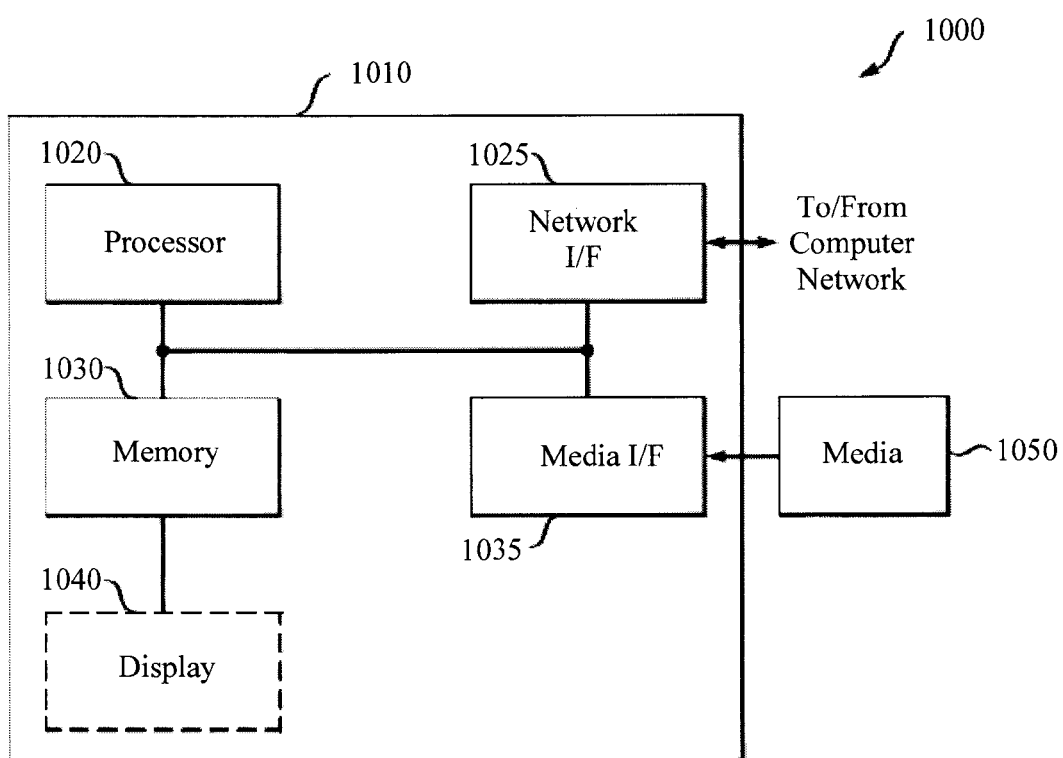 1000
1010
1020
1025
Processor
Network
I/F
To/From
Computer
Network
1030
Memory
Media I/F
Media
1050
1035
1040
Display